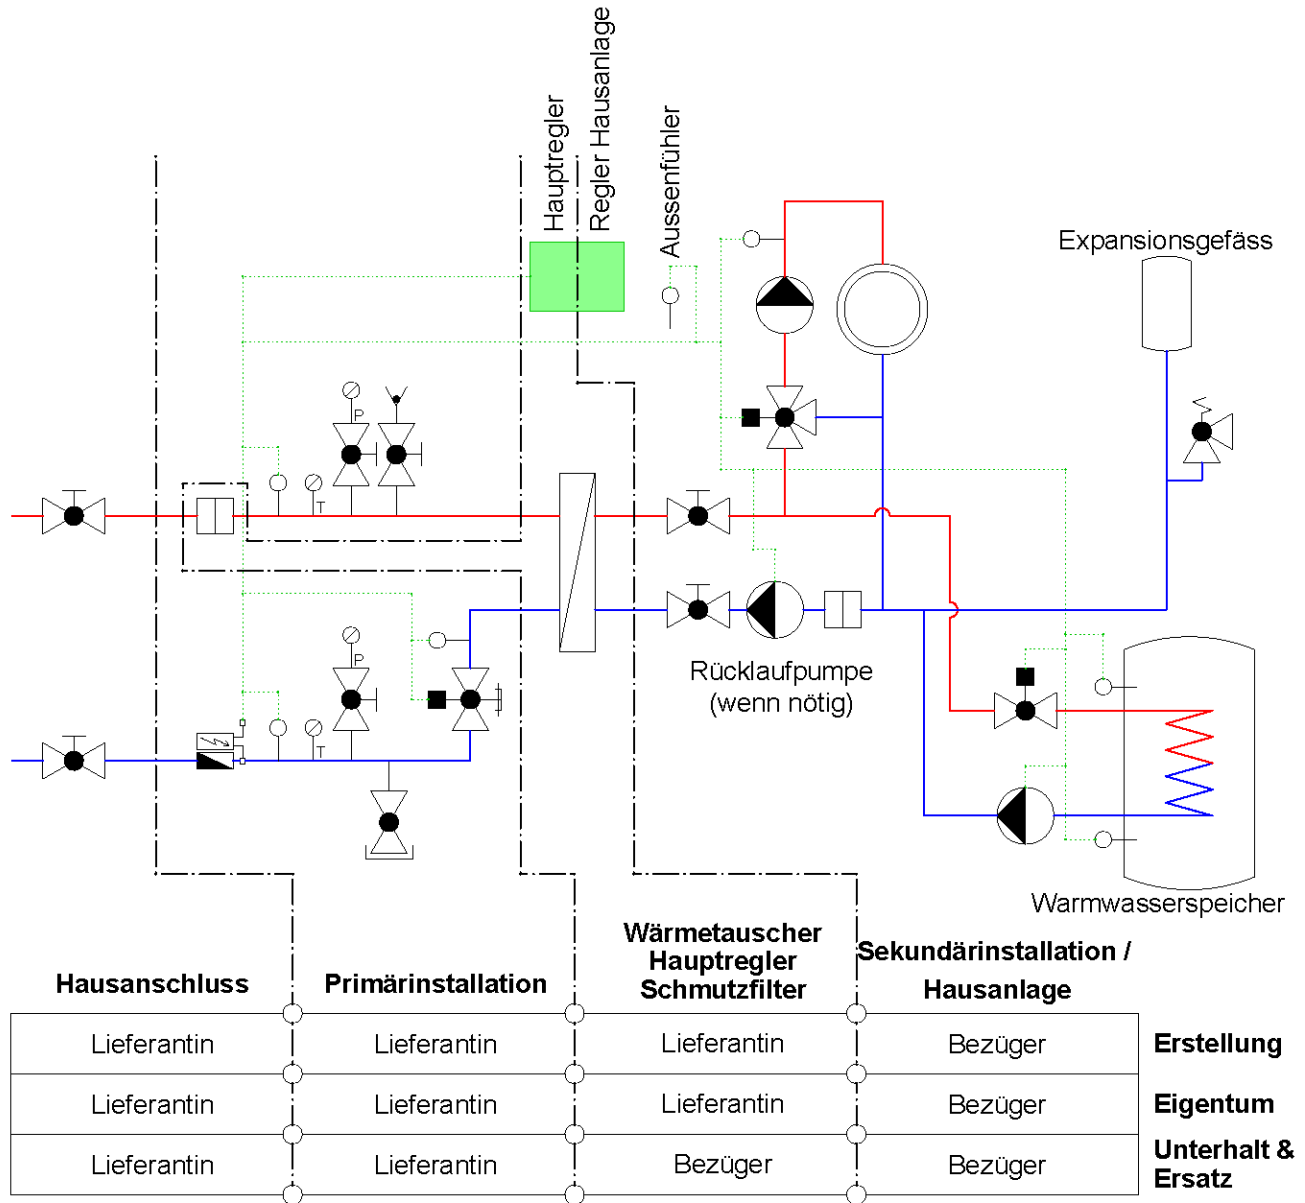 Hauptregler
Regler Hausanlage
Aussenfühler
Expansionsgefäss
P
T
P
T
Rücklaufpumpe
(wenn nötig)
Warmwasserspeicher
Hausanschluss
Primärinstallation
Wärmetauscher
Hauptregler
Schmutzfilter
Sekundärinstallation /
Hausanlage
Lieferantin Lieferantin Lieferantin Bezüger Erstellung
Lieferantin Lieferantin Lieferantin Bezüger Eigentum
Lieferantin Lieferantin Bezüger Bezüger Unterhalt &
Ersatz